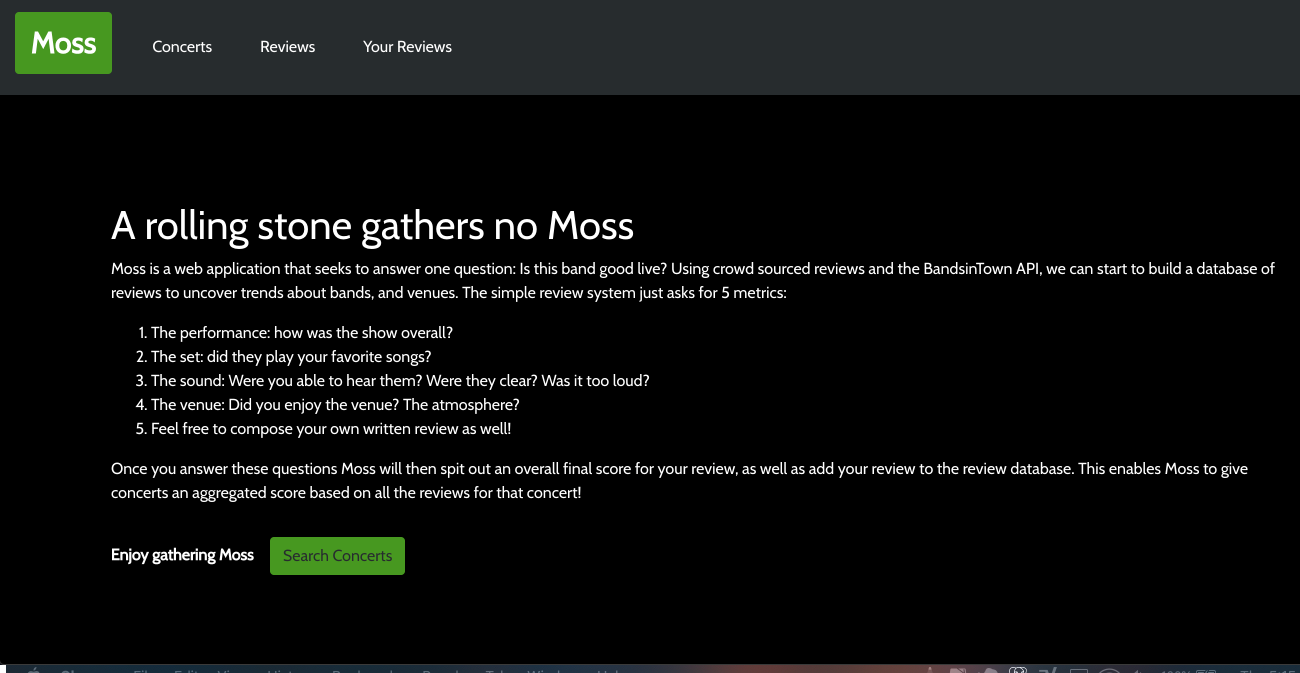 Moss
Concerts
Reviews
Your Reviews
A rolling stone gathers no Moss
Moss is a web application that seeks to answer one question: Is this band good live? Using crowd sourced reviews and the BandsinTown API, we can start to build a database of
reviews to uncover trends about bands, and venues. The simple review system just asks for 5 metrics:
1. The performance: how was the show overall?
2. The set: did they play your favorite songs?
3. The sound: Were you able to hear them? Were they clear? Was it too loud?
4. The venue: Did you enjoy the venue? The atmosphere?
5. Feel free to compose your own written review as well!
Once you answer these questions Moss will then spit out an overall final score for your review, as well as add your review to the review database. This enables Moss to give
concerts an aggregated score based on all the reviews for that concert!
Enjoy gathering Moss
Search Concerts